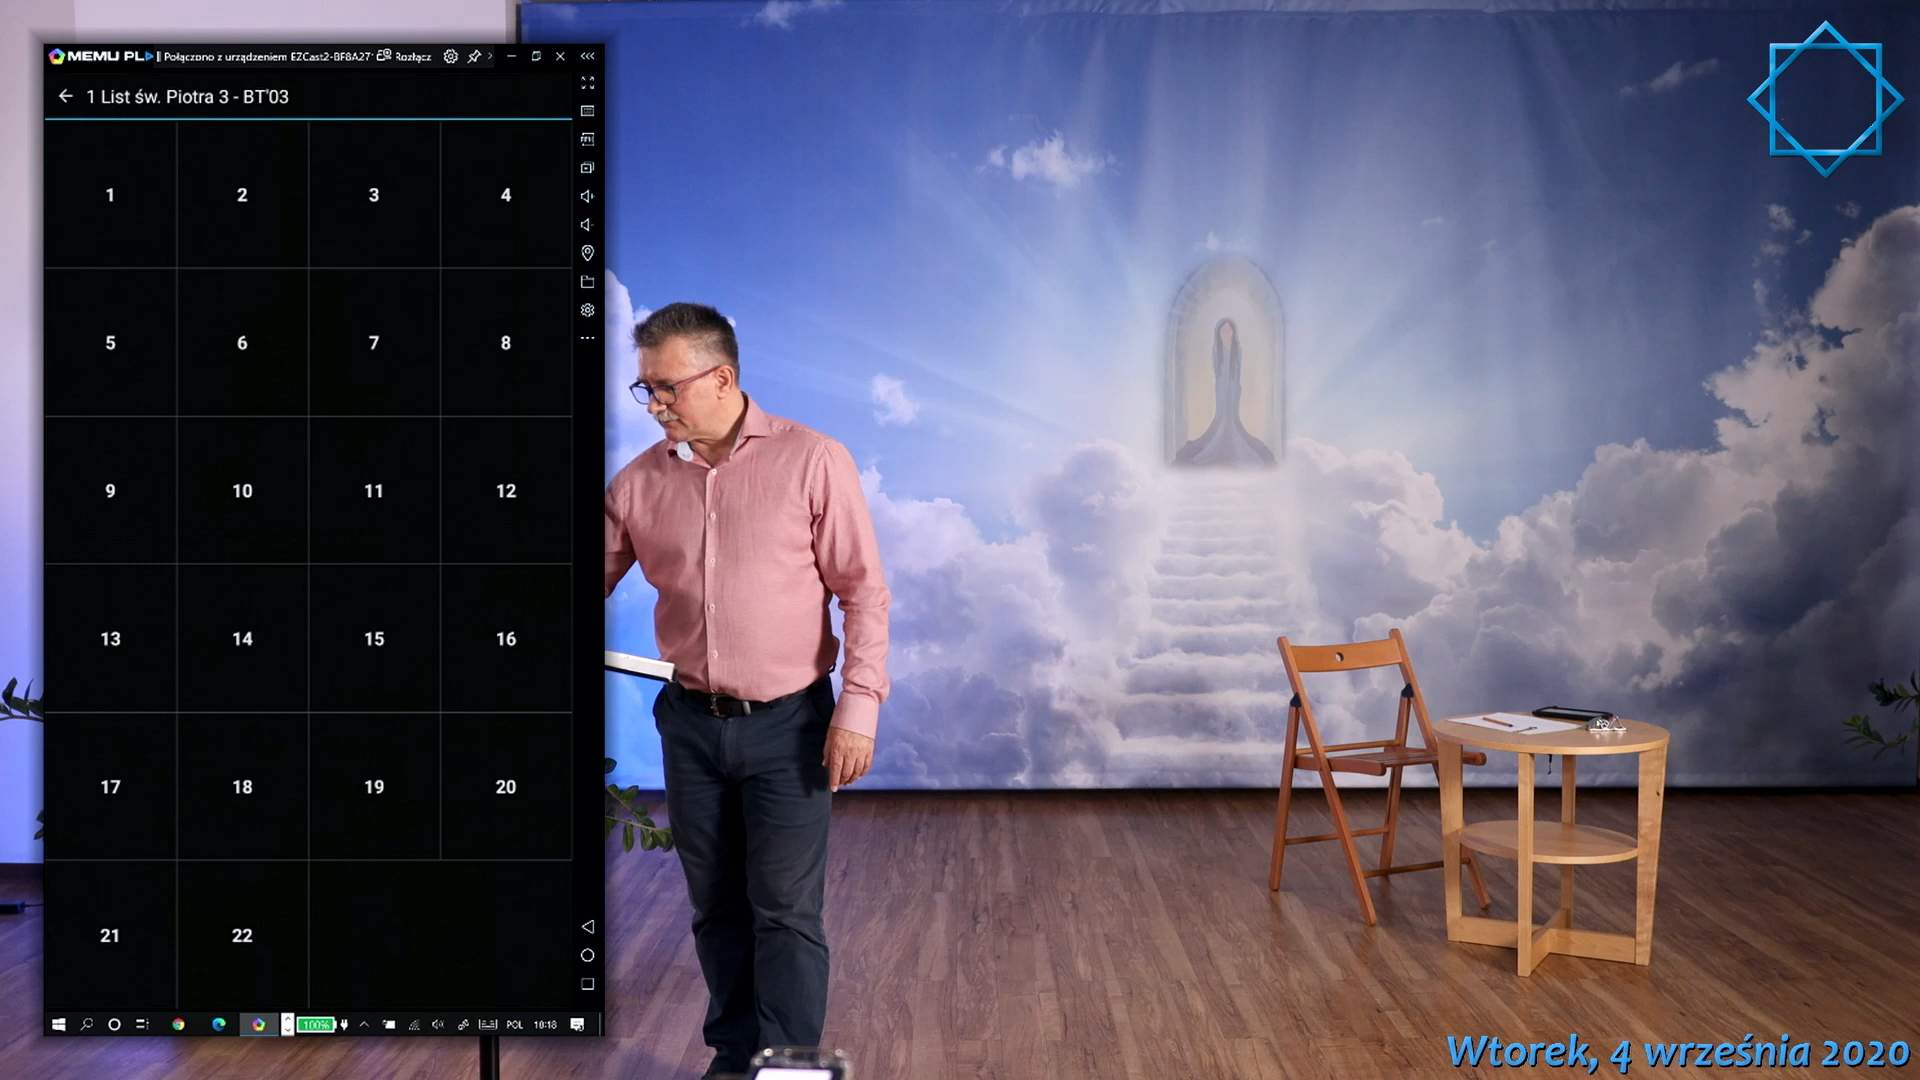 MEMU PL
Połączono z urządzeniem EZCast2-BF8A27
Rozłącz
1 List św. Piotra 3 - BT'03
1 2 3 4
5 6 7 8
9 10 11 12
13 14 15 16
17 18 19 20
21 22
100% POL 10:18
Wtorek, 4 września 2020